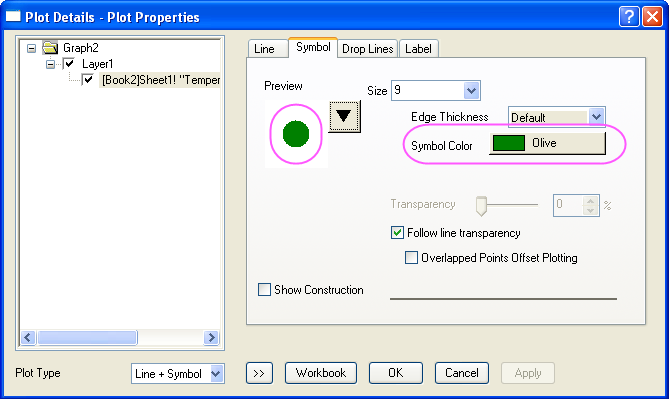 Plot Details - Plot Properties
Graph2
Layer1
[Book2]Sheet1! "Temper
Line
Symbol
Drop Lines
Label
Preview
Size 9
Edge Thickness Default
Symbol Color Olive
Transparency 0 %
Follow line transparency
Overlapped Points Offset Plotting
Show Construction
Plot Type Line + Symbol
>> Workbook OK Cancel Apply